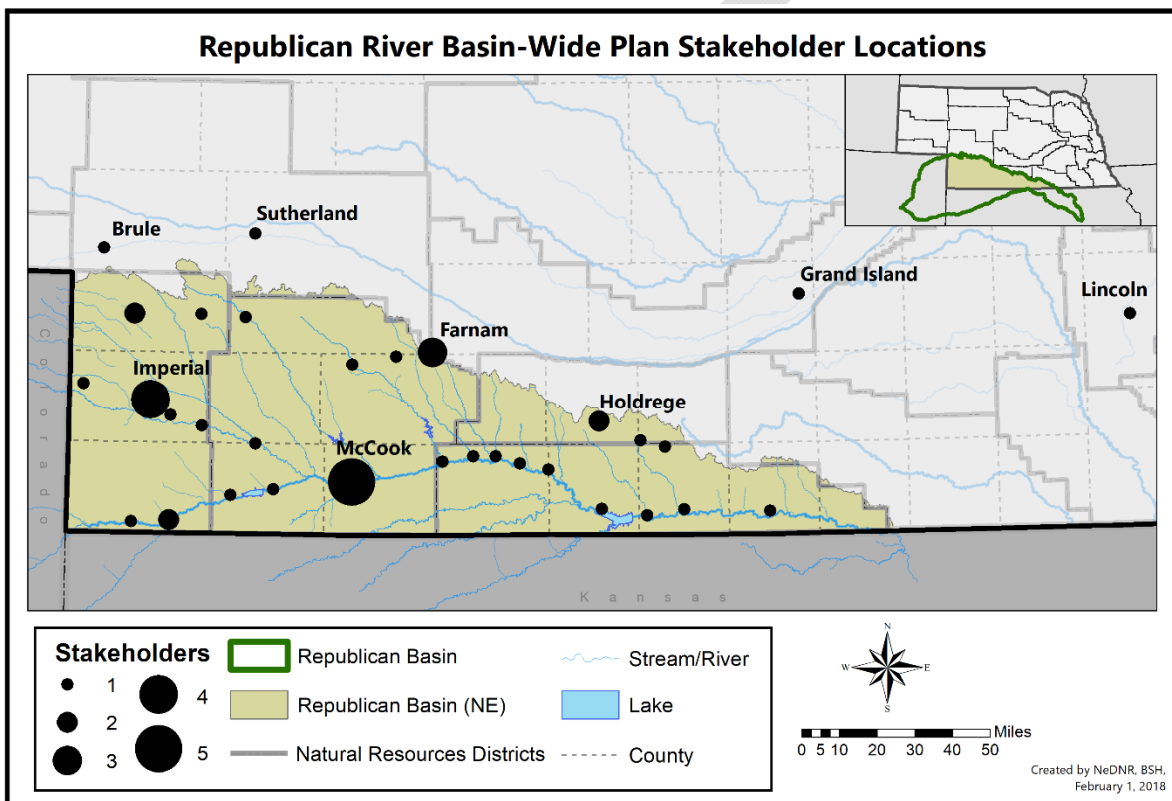 Republican River Basin-Wide Plan Stakeholder Locations
Sutherland
Brule
Grand Island
Lincoln
Farnam
Imperial
Holdrege
McCook
Colorado
Kansas
Stakeholders
1
2
3
4
5
Republican Basin
Republican Basin (NE)
Natural Resources Districts
Stream/River
Lake
County
N
W
E
S
0 5 10 20 30 40 50 Miles
Created by NeDNR, BSH,
February 1, 2018